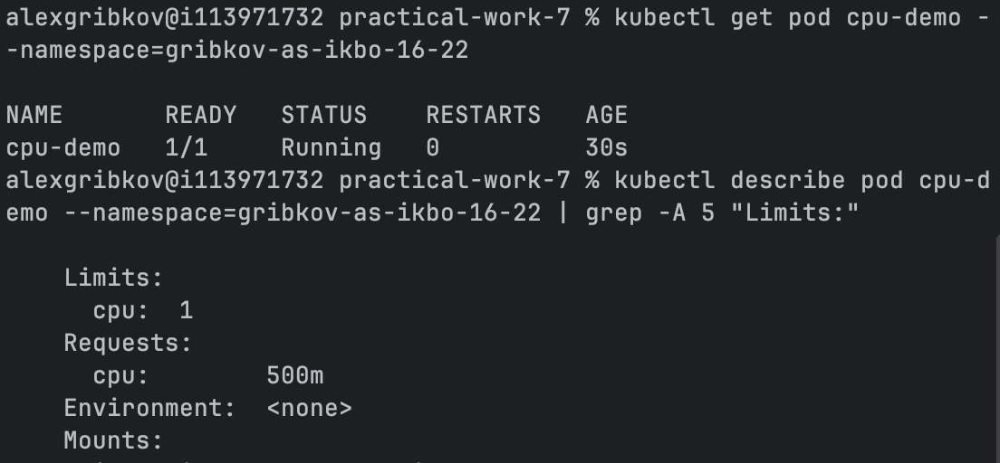 alexgribkov@i113971732 practical-work-7 % kubectl get pod cpu-demo -
-namespace=gribkov-as-ikbo-16-22
NAME       READY   STATUS    RESTARTS   AGE
cpu-demo   1/1     Running   0          30s
alexgribkov@i113971732 practical-work-7 % kubectl describe pod cpu-d
emo --namespace=gribkov-as-ikbo-16-22 | grep -A 5 "Limits:"
    Limits:
      cpu:  1
    Requests:
      cpu:        500m
    Environment:  <none>
    Mounts: